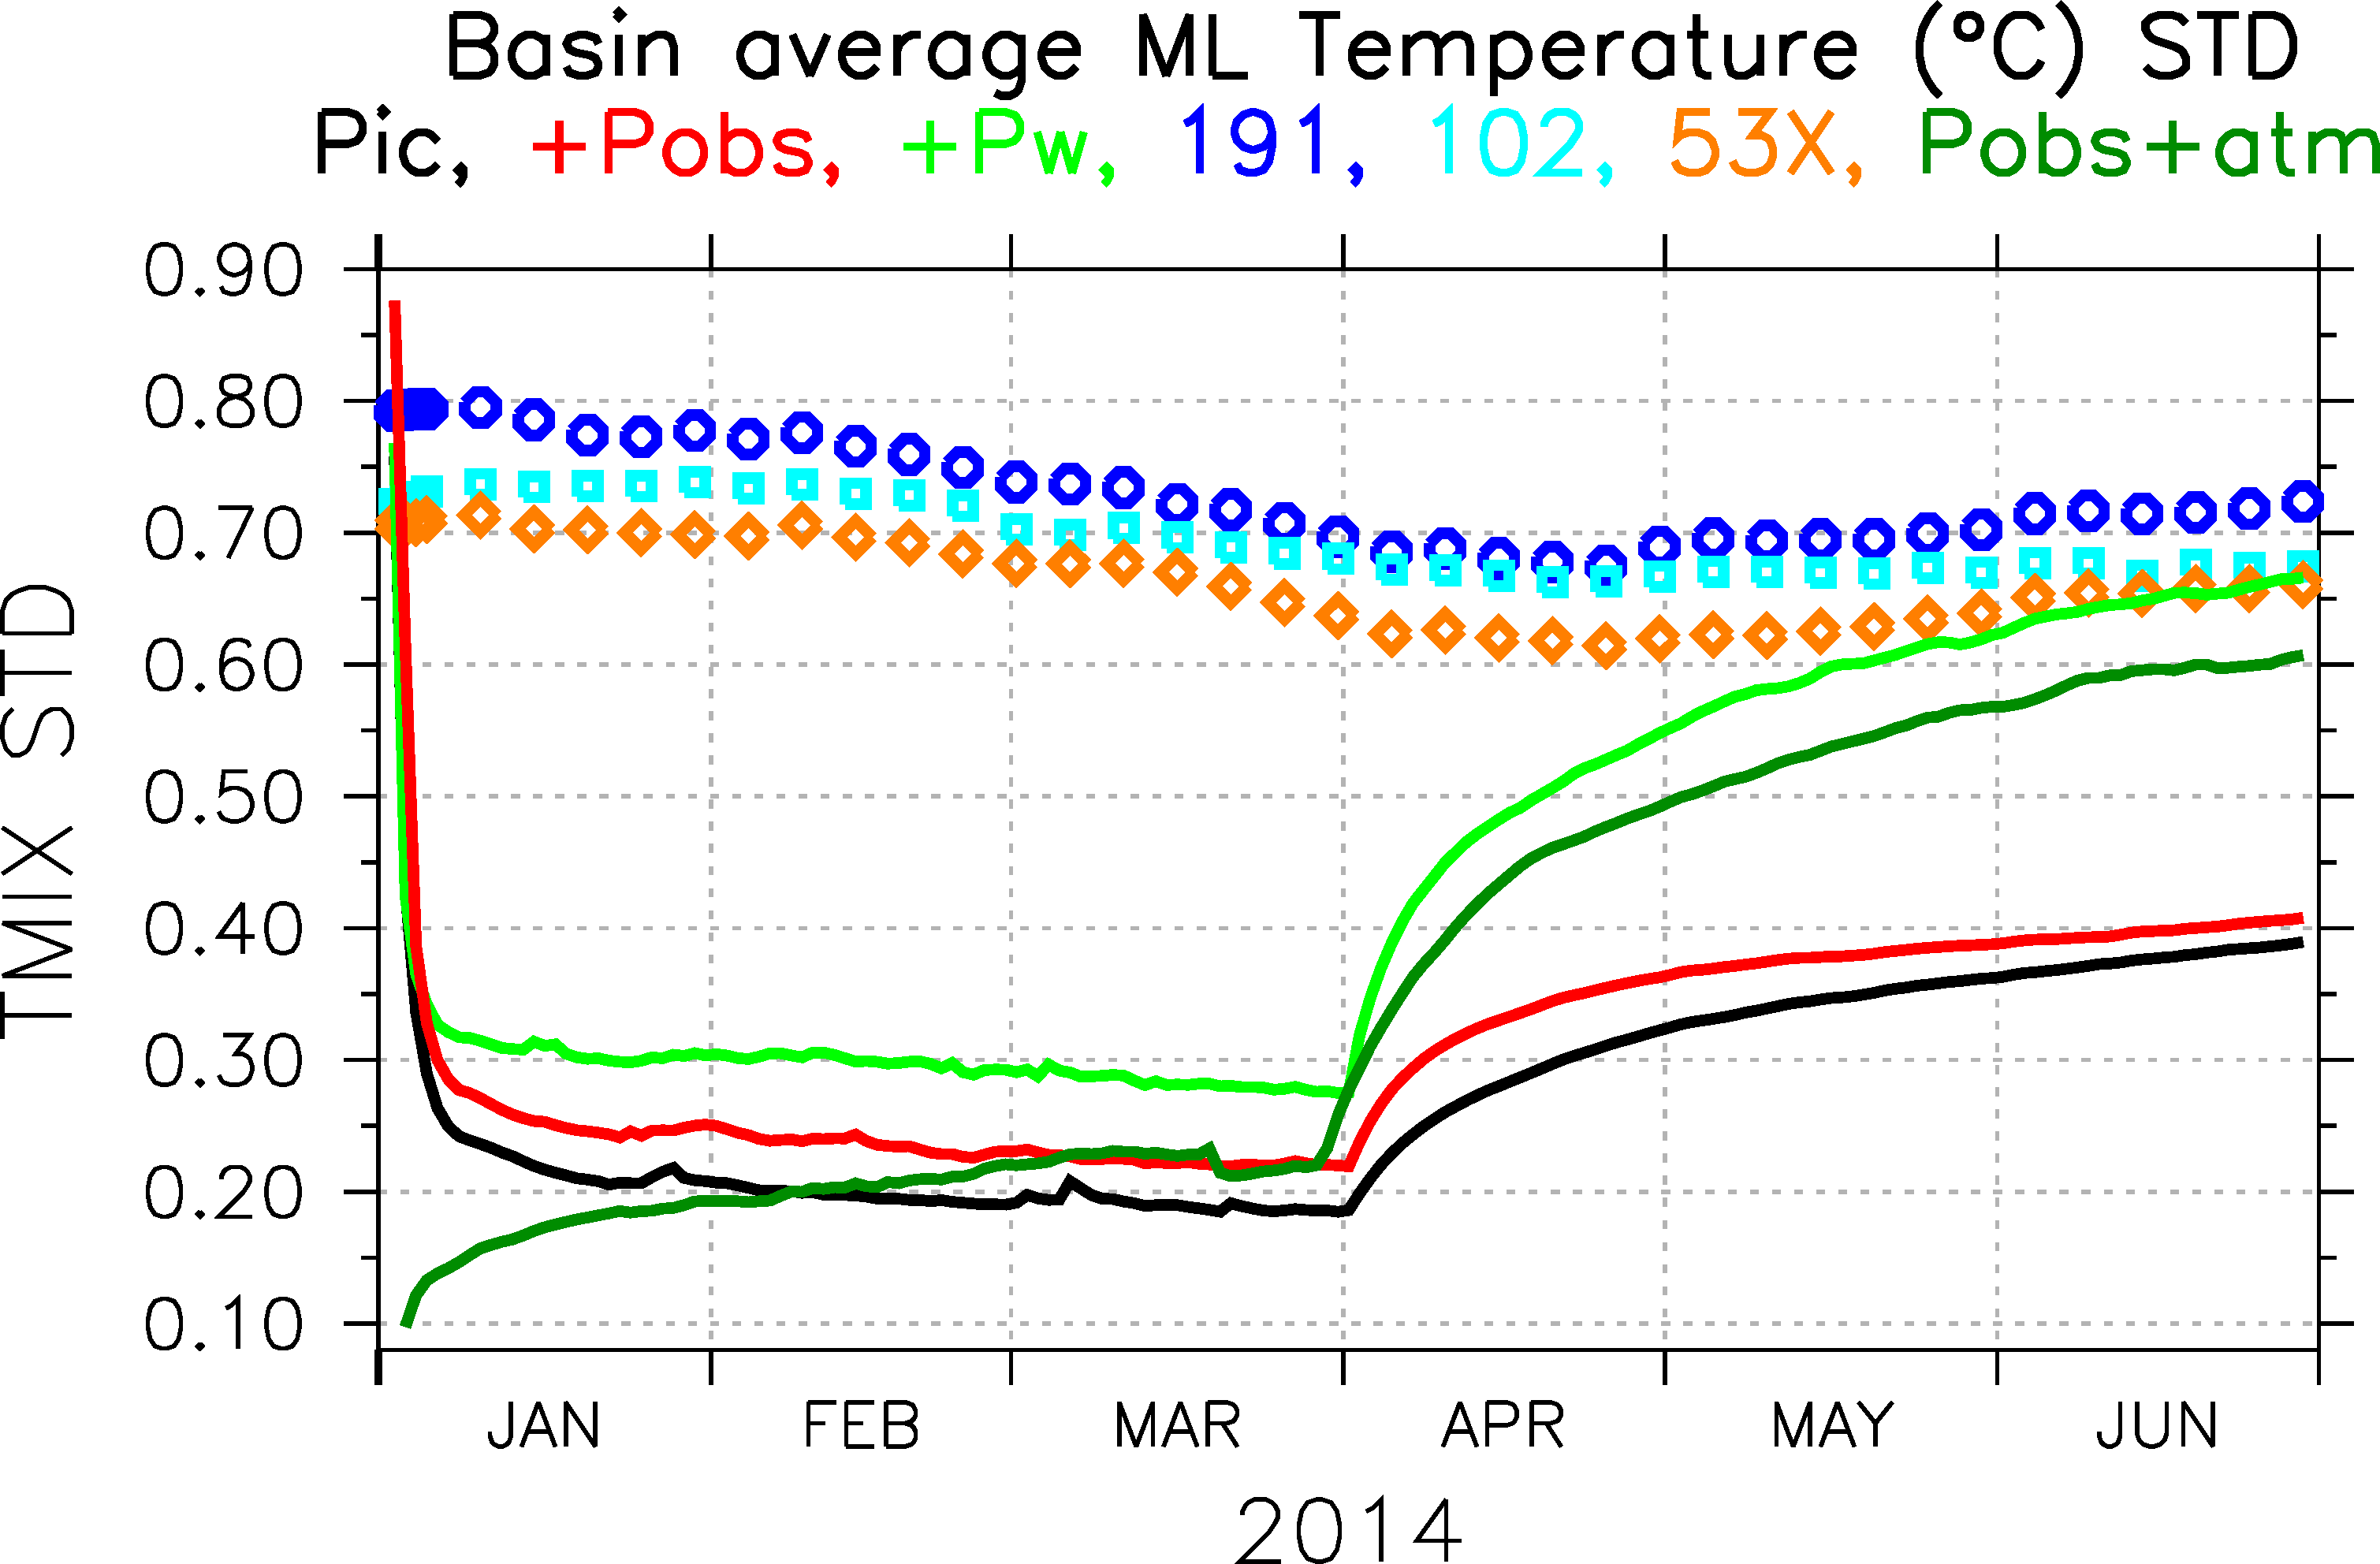 Basin average ML Temperature (°C) STD
Pic, +Pobs, +Pw, 191, 102, 53X, Pobs+atm
TMIX STD
0.90
0.80
0.70
0.60
0.50
0.40
0.30
0.20
0.10
JAN FEB MAR APR MAY JUN
2014